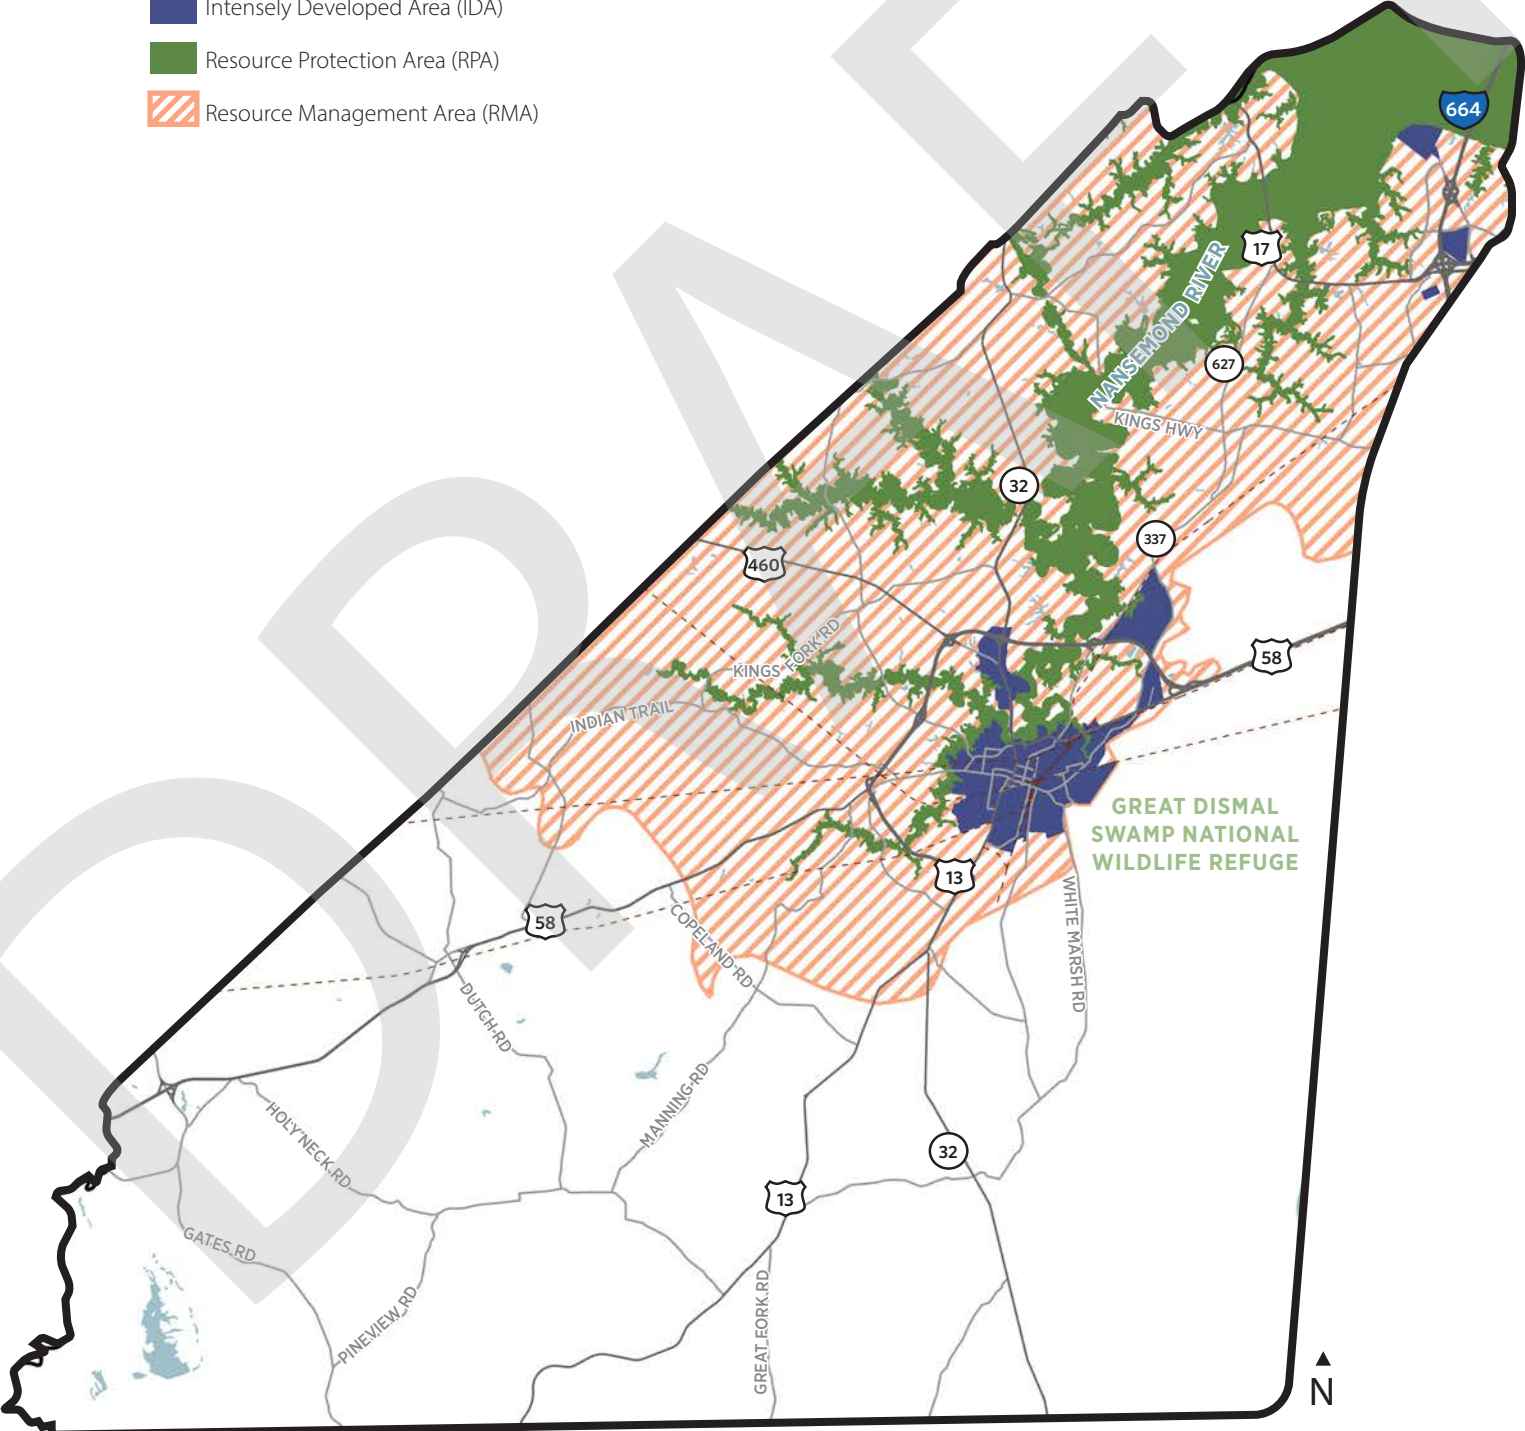 Intensely Developed Area (IDA)
Resource Protection Area (RPA)
Resource Management Area (RMA)
664
17
NANSEMOND RIVER
627
KINGS HWY
32
337
460
KINGS FORK RD
58
INDIAN TRAIL
GREAT DISMAL
SWAMP NATIONAL
WILDLIFE REFUGE
13
58
COPELAND RD
WHITE MARSH RD
DUTCH RD
MANNING RD
HOLY NECK RD
32
13
GATES RD
PINEVIEW RD
GREAT FORK RD
N
DRAFT